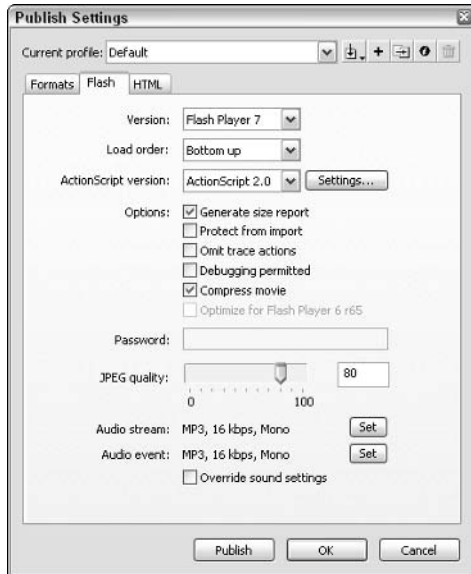 Publish Settings
Current profile: Default
Formats Flash HTML
Version: Flash Player 7
Load order: Bottom up
ActionScript version: ActionScript 2.0 Settings...
Options: Generate size report
Protect from import
Omit trace actions
Debugging permitted
Compress movie
Optimize for Flash Player 6 r65
Password:
JPEG quality: 80
0 100
Audio stream: MP3, 16 kbps, Mono Set
Audio event: MP3, 16 kbps, Mono Set
Override sound settings
Publish OK Cancel